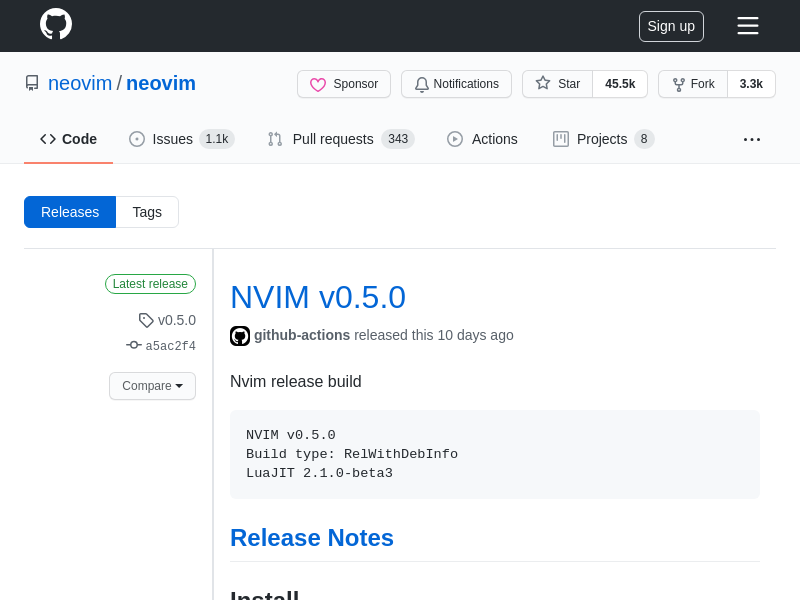 Sign up
neovim / neovim
Sponsor
Notifications
Star 45.5k
Fork 3.3k
Code
Issues 1.1k
Pull requests 343
Actions
Projects 8
Releases
Tags
Latest release
v0.5.0
a5ac2f4
Compare
NVIM v0.5.0
github-actions released this 10 days ago
Nvim release build
NVIM v0.5.0
Build type: RelWithDebInfo
LuaJIT 2.1.0-beta3
Release Notes
Install